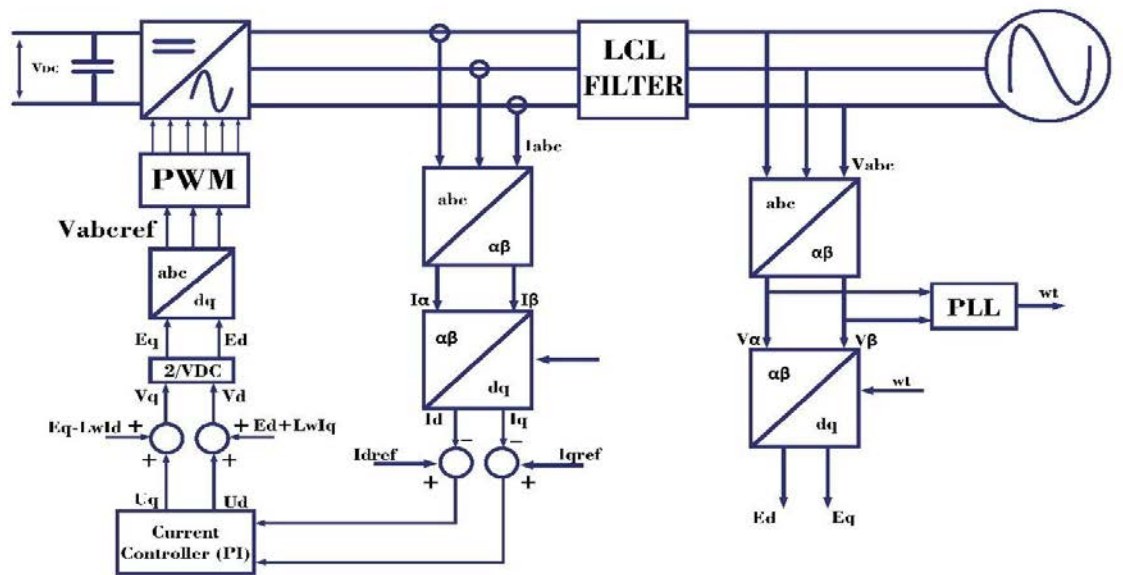 VDC
LCL
FILTER
Iabc
Vabc
PWM
Vabcref
abc
αβ
abc
αβ
abc
dq
Iα Iβ
PLL
wt
Vα Vβ
Eq Ed
αβ
dq
αβ
dq
wt
2/VDC
Vq Vd
Id Iq
Eq-LwId + + Ed+LwIq
- -
+ +
Idref + + Iqref
Uq Ud
Ed Eq
Current
Controller (PI)